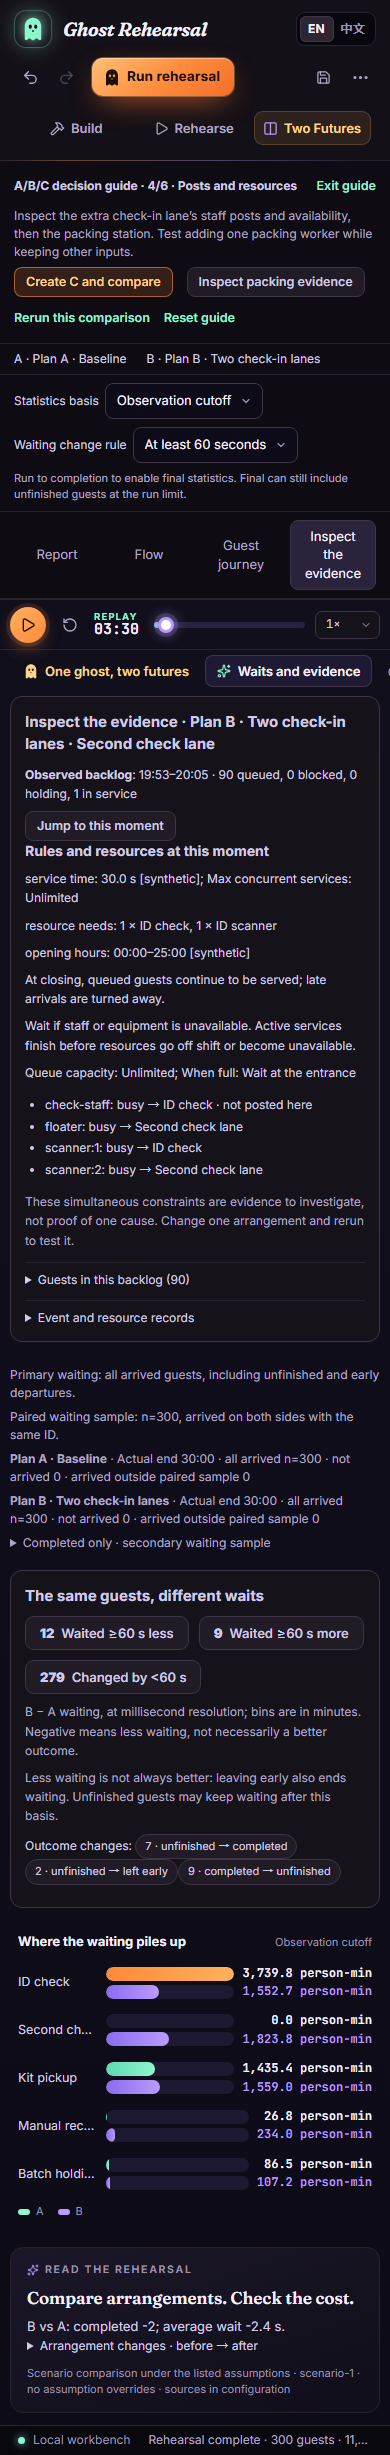 Ghost Rehearsal
EN 中文
Run rehearsal
Build Rehearse Two Futures
A/B/C decision guide · 4/6 · Posts and resources Exit guide
Inspect the extra check-in lane's staff posts and availability,
then the packing station. Test adding one packing worker while
keeping other inputs.
Create C and compare Inspect packing evidence
Rerun this comparison Reset guide
A · Plan A · Baseline B · Plan B · Two check-in lanes
Statistics basis Observation cutoff
Waiting change rule At least 60 seconds
Run to completion to enable final statistics. Final can still include
unfinished guests at the run limit.
Report Flow Guest
journey Inspect
the
evidence
REPLAY
03:30 1×
One ghost, two futures Waits and evidence
Inspect the evidence · Plan B · Two check-in
lanes · Second check lane
Observed backlog: 19:53–20:05 · 90 queued, 0 blocked, 0
holding, 1 in service
Jump to this moment
Rules and resources at this moment
service time: 30.0 s [synthetic]; Max concurrent services:
Unlimited
resource needs: 1 × ID check, 1 × ID scanner
opening hours: 00:00–25:00 [synthetic]
At closing, queued guests continue to be served; late
arrivals are turned away.
Wait if staff or equipment is unavailable. Active services
finish before resources go off shift or become unavailable.
Queue capacity: Unlimited; When full: Wait at the entrance
• check-staff: busy → ID check · not posted here
• floater: busy → Second check lane
• scanner:1: busy → ID check
• scanner:2: busy → Second check lane
These simultaneous constraints are evidence to investigate,
not proof of one cause. Change one arrangement and rerun
to test it.
▶ Guests in this backlog (90)
▶ Event and resource records
Primary waiting: all arrived guests, including unfinished and early
departures.
Paired waiting sample: n=300, arrived on both sides with the
same ID.
Plan A · Baseline · Actual end 30:00 · all arrived n=300 · not
arrived 0 · arrived outside paired sample 0
Plan B · Two check-in lanes · Actual end 30:00 · all arrived
n=300 · not arrived 0 · arrived outside paired sample 0
▶ Completed only · secondary waiting sample
The same guests, different waits
12 Waited ≥60 s less 9 Waited ≥60 s more
279 Changed by <60 s
B − A waiting, at millisecond resolution; bins are in minutes.
Negative means less waiting, not necessarily a better
outcome.
Less waiting is not always better: leaving early also ends
waiting. Unfinished guests may keep waiting after this
basis.
Outcome changes: 7 · unfinished → completed
2 · unfinished → left early 9 · completed → unfinished
Where the waiting piles up Observation cutoff
ID check 3,739.8 person-min
1,552.7 person-min
Second ch... 0.0 person-min
1,823.8 person-min
Kit pickup 1,435.4 person-min
1,559.0 person-min
Manual rec... 26.8 person-min
234.0 person-min
Batch holdi... 86.5 person-min
107.2 person-min
A B
READ THE REHEARSAL
Compare arrangements. Check the cost.
B vs A: completed -2; average wait -2.4 s.
▶ Arrangement changes · before → after
Scenario comparison under the listed assumptions · scenario-1 ·
no assumption overrides · sources in configuration
Local workbench Rehearsal complete · 300 guests · 11,...